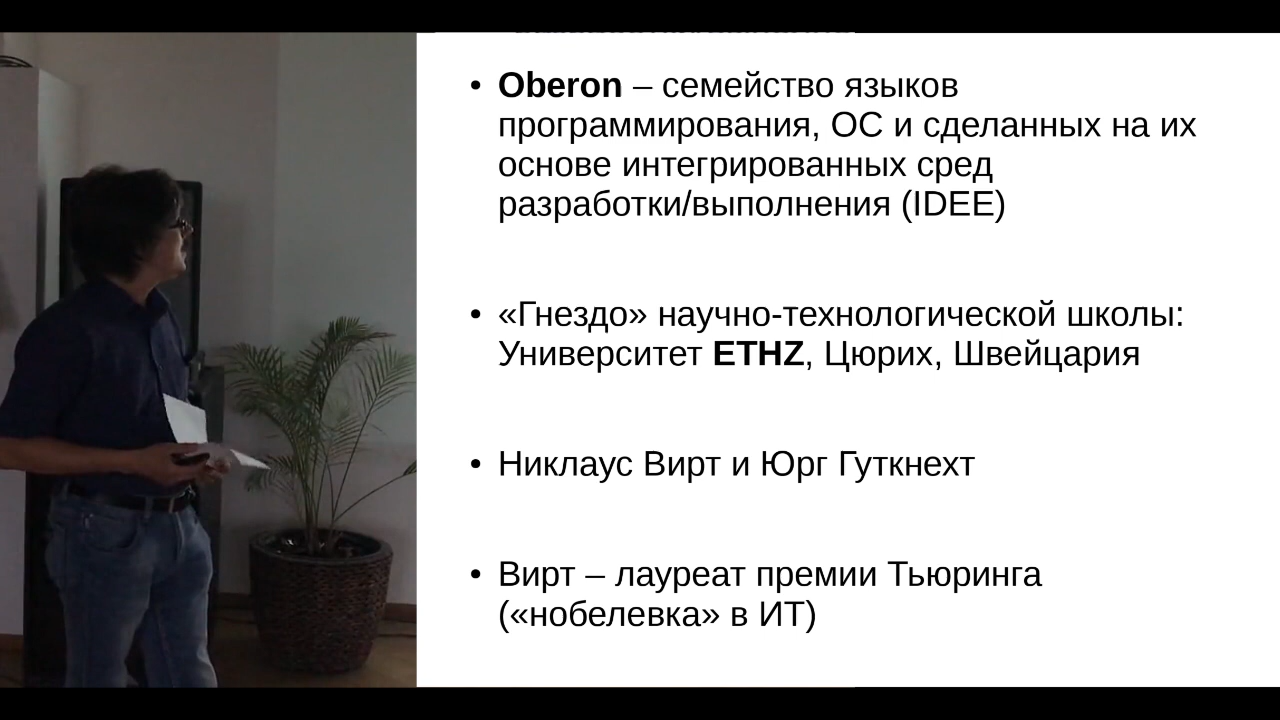 • Oberon – семейство языков
программирования, ОС и сделанных на их
основе интегрированных сред
разработки/выполнения (IDEE)
• «Гнездо» научно-технологической школы:
Университет ETHZ, Цюрих, Швейцария
• Никлаус Вирт и Юрг Гуткнехт
• Вирт – лауреат премии Тьюринга
(«нобелевка» в ИТ)